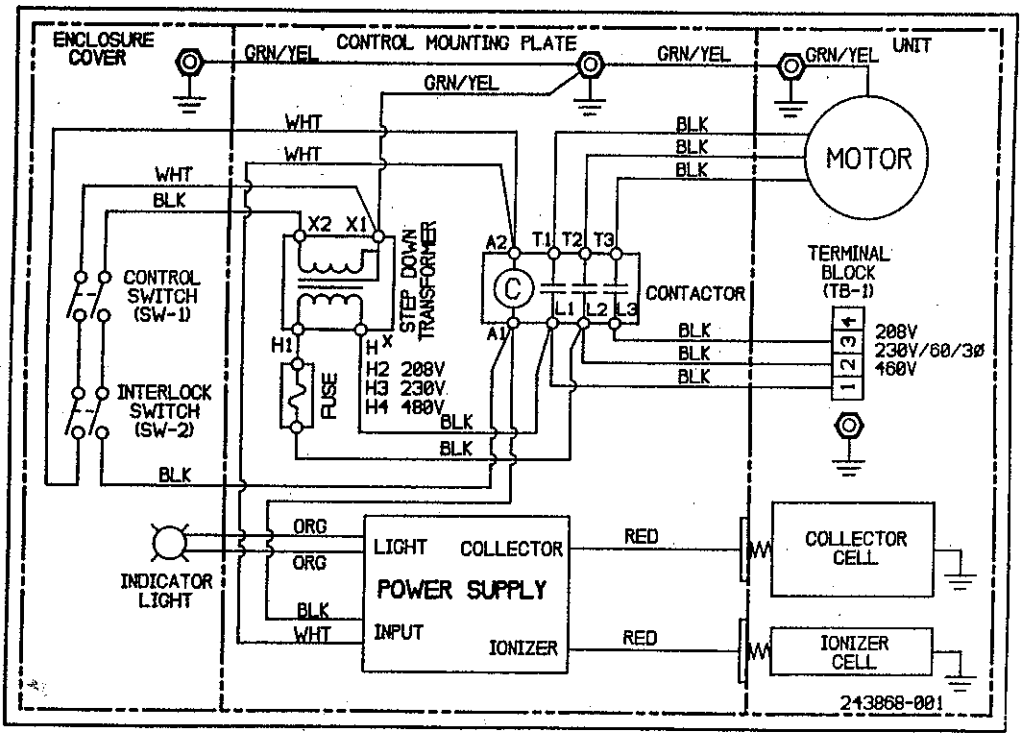 ENCLOSURE
COVER
CONTROL MOUNTING PLATE
UNIT
GRN/YEL
GRN/YEL
GRN/YEL
GRN/YEL
WHT
WHT
WHT
BLK
BLK
BLK
BLK
MOTOR
X2
X1
STEP DOWN
TRANSFORMER
A2
T1
T2
T3
C
CONTACTOR
A1
L1
L2
L3
CONTROL
SWITCH
(SW-1)
INTERLOCK
SWITCH
(SW-2)
H1
H X
H2 208V
H3 230V
H4 480V
FUSE
BLK
BLK
BLK
BLK
BLK
BLK
TERMINAL
BLOCK
(TB-1)
4
3
2
1
208V
230V/60/3Ø
460V
INDICATOR
LIGHT
ORG
ORG
BLK
WHT
LIGHT
COLLECTOR
POWER SUPPLY
INPUT
IONIZER
RED
RED
COLLECTOR
CELL
IONIZER
CELL
243868-001